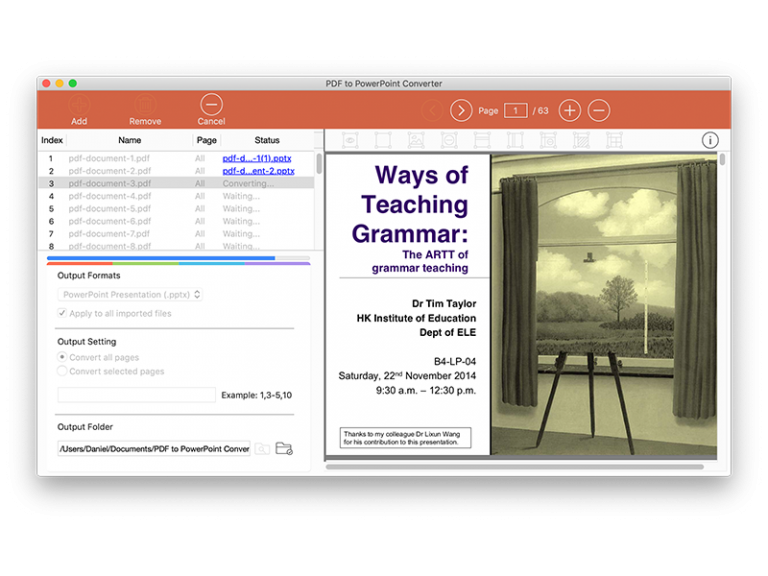 PDF to PowerPoint Converter
Add Remove Cancel
Page 1 / 63
Index Name Page Status
1 pdf-document-1.pdf All pdf-d...-1(1).pptx
2 pdf-document-2.pdf All pdf-d...ent-2.pptx
3 pdf-document-3.pdf All Converting...
4 pdf-document-4.pdf All Waiting...
5 pdf-document-5.pdf All Waiting...
6 pdf-document-6.pdf All Waiting...
7 pdf-document-7.pdf All Waiting...
8 pdf-document-8.pdf All Waiting...
Output Formats
PowerPoint Presentation (.pptx)
Apply to all imported files
Output Setting
Convert all pages
Convert selected pages
Example: 1,3-5,10
Output Folder
/Users/Daniel/Documents/PDF to PowerPoint Conver
Ways of
Teaching
Grammar:
The ARTT of
grammar teaching
Dr Tim Taylor
HK Institute of Education
Dept of ELE
B4-LP-04
Saturday, 22nd November 2014
9:30 a.m. – 12:30 p.m.
Thanks to my colleague Dr Lixun Wang
for his contribution to this presentation.